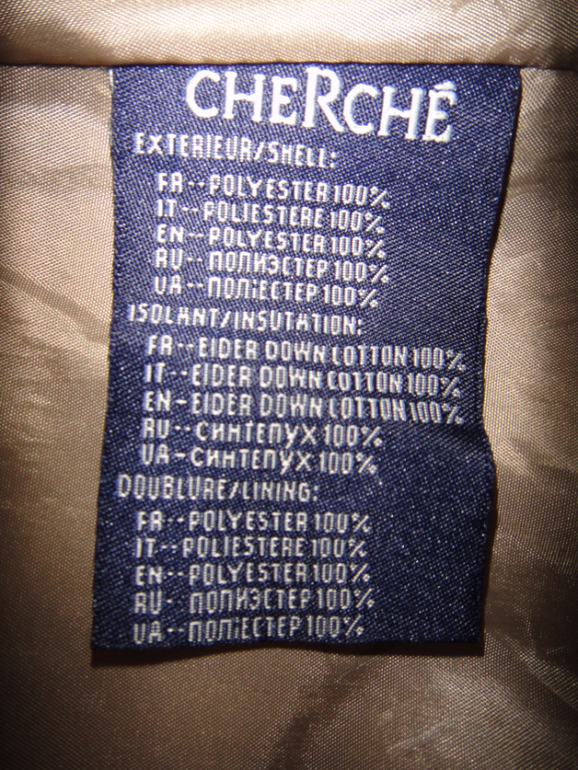 CHERCHÊ
EXTERIEUR/SHELL:
FR--POLYESTER 100%
IT--POLIESTERE 100%
EN--POLYESTER 100%
RU--ПОЛИЭСТЕР 100%
UA--ПОЛІЕСТЕР 100%
ISOLANT/INSUTATION:
FR--EIDER DOWN COTTON 100%
IT--EIDER DOWN COTTON 100%
EN-EIDER DOWN COTTON 100%
RU--СИНТЕПУХ 100%
UA-СИНТЕПУХ 100%
DOUBLURE/LINING:
FR--POLYESTER 100%
IT--POLIESTERE 100%
EN--POLYESTER 100%
RU- ПОЛИЭСТЕР 100%
UA--ПОЛІЕСТЕР 100%